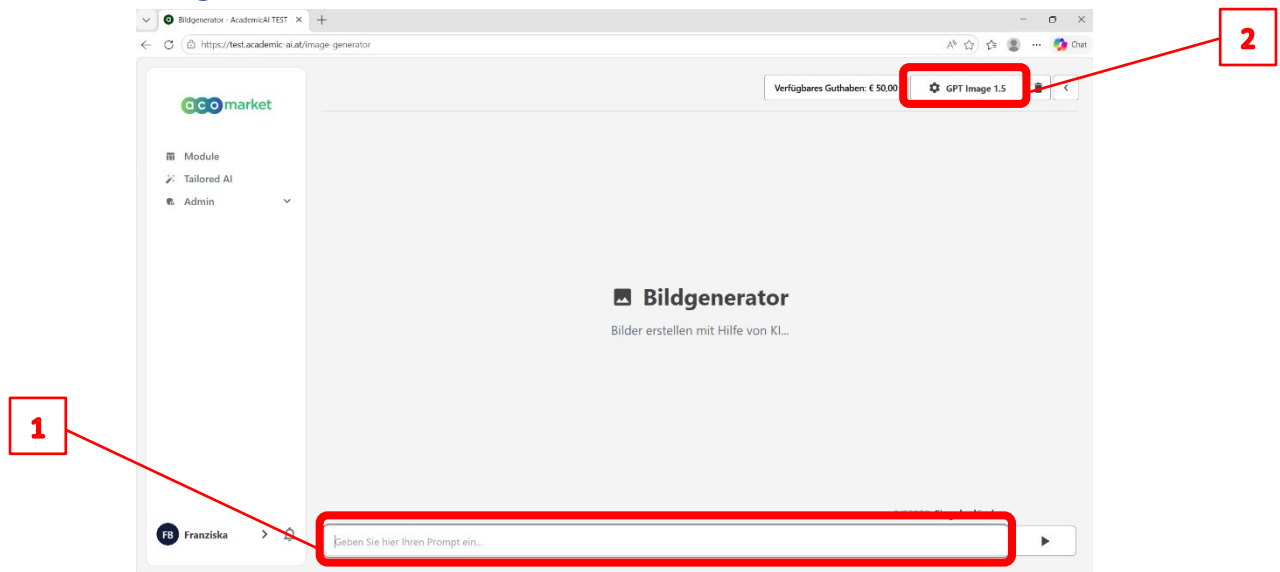 Bildgenerator - AcademicAI TEST
https://test.academic-ai.at/image-generator
Chat
2
acomarket
Verfügbares Guthaben: € 50,00
GPT Image 1.5
Module
Tailored AI
Admin
Bildgenerator
Bilder erstellen mit Hilfe von KI...
1
FB Franziska
Geben Sie hier Ihren Prompt ein...